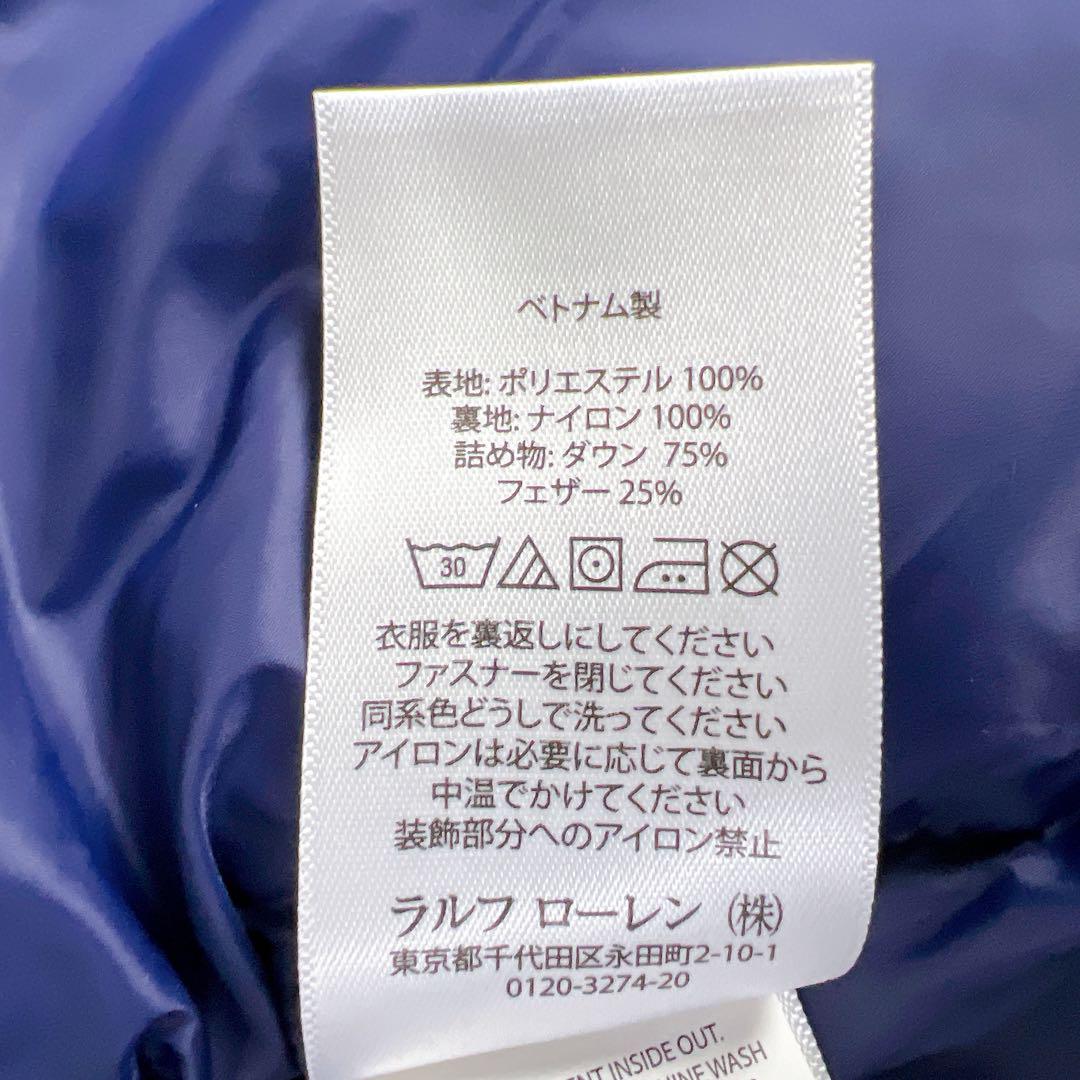 ベトナム製
表地: ポリエステル 100%
裏地: ナイロン 100%
詰め物: ダウン 75%
フェザー 25%
30
衣服を裏返しにしてください
ファスナーを閉じてください
同系色どうしで洗ってください
アイロンは必要に応じて裏面から
中温でかけてください
装飾部分へのアイロン禁止
ラルフ ローレン (株)
東京都千代田区永田町2-10-1
0120-3274-20
INSIDE OUT.
WASH